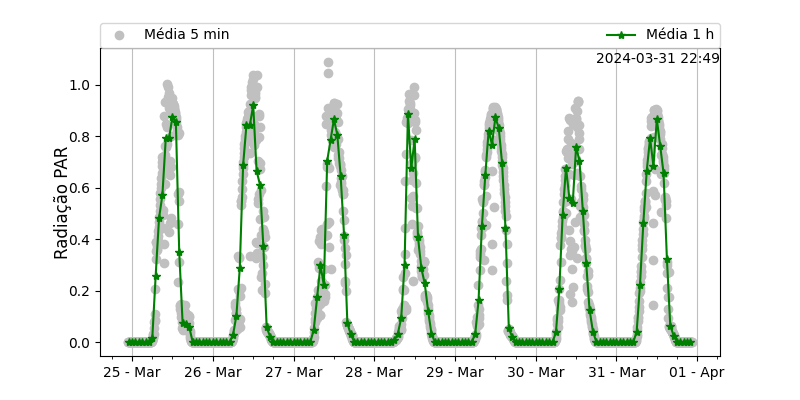 Média 5 min
Média 1 h
2024-03-31 22:49
Radiação PAR
1.0
0.8
0.6
0.4
0.2
0.0
25 - Mar
26 - Mar
27 - Mar
28 - Mar
29 - Mar
30 - Mar
31 - Mar
01 - Apr